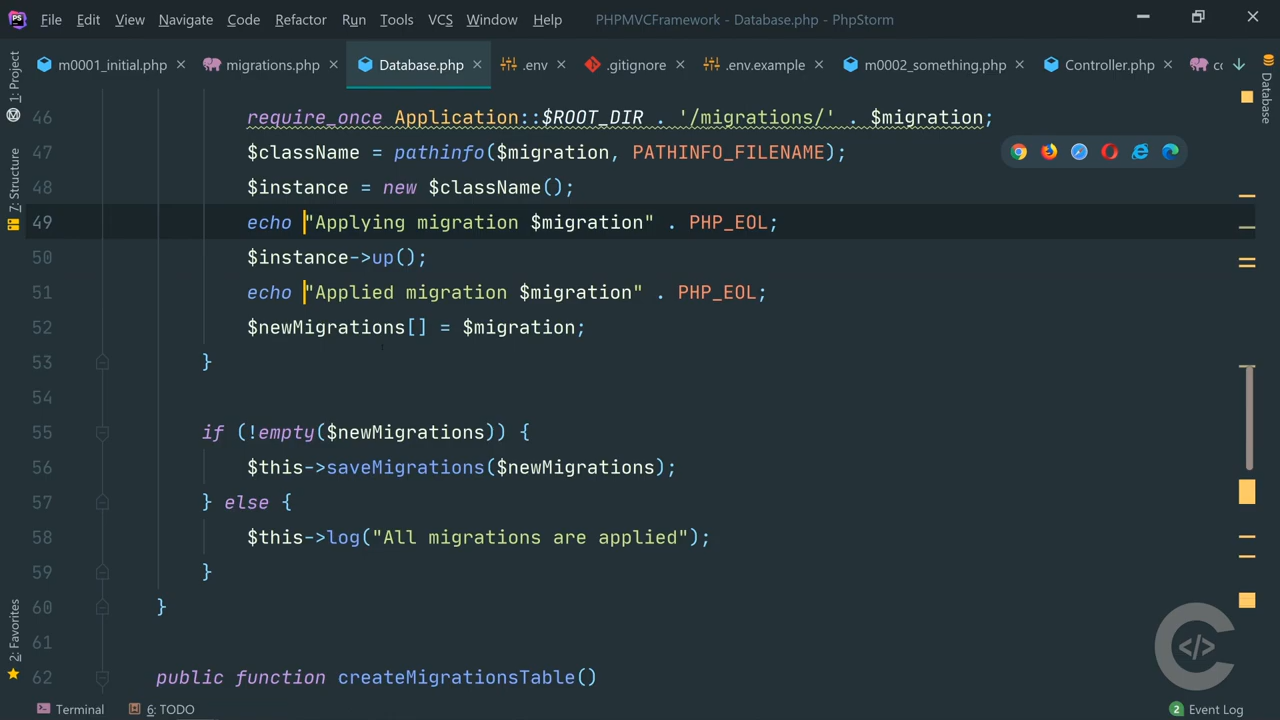 File Edit View Navigate Code Refactor Run Tools VCS Window Help PHPMVCFramework - Database.php - PhpStorm
m0001_initial.php migrations.php Database.php .env .gitignore .env.example m0002_something.php Controller.php
1: Project
7: Structure
2: Favorites
Database
46 require_once Application::$ROOT_DIR . '/migrations/' . $migration;
47 $className = pathinfo($migration, PATHINFO_FILENAME);
48 $instance = new $className();
49 echo "Applying migration $migration" . PHP_EOL;
50 $instance->up();
51 echo "Applied migration $migration" . PHP_EOL;
52 $newMigrations[] = $migration;
53 }
54
55 if (!empty($newMigrations)) {
56 $this->saveMigrations($newMigrations);
57 } else {
58 $this->log("All migrations are applied");
59 }
60 }
61
62 public function createMigrationsTable()
Terminal 6: TODO 2 Event Log